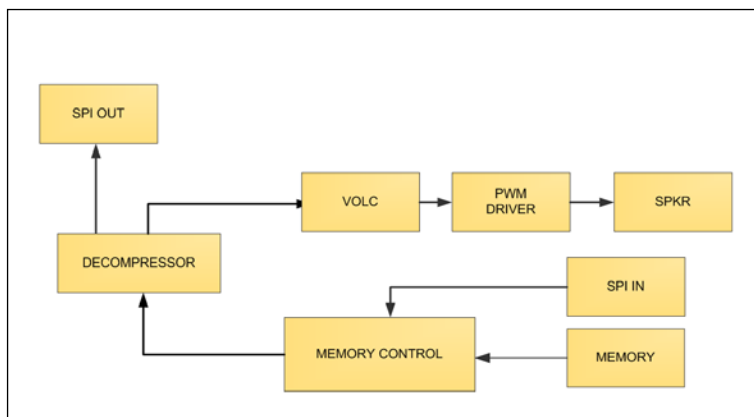 SPI OUT
VOLC
PWM
DRIVER
SPKR
DECOMPRESSOR
SPI IN
MEMORY CONTROL
MEMORY